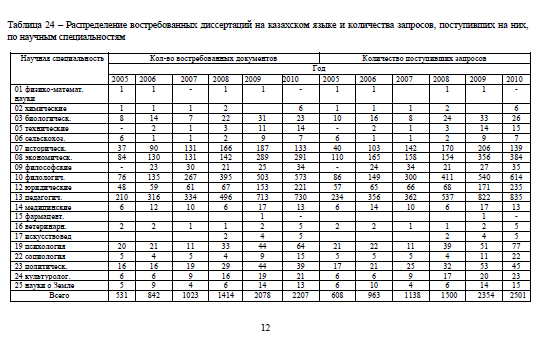 Таблица 24 – Распределение востребованных диссертаций на казахском языке и количества запросов, поступивших на них,
по научным специальностям
Научная специальность Кол-во востребованных документов Количество поступивших запросов
Год
2005 2006 2007 2008 2009 2010 2005 2006 2007 2008 2009 2010
01 физико-математ. науки 1 1 - 1 1 - 1 1 1 1 -
02 химические 1 1 1 2 6 1 1 1 2 6
03 биологическ. 8 14 7 22 31 23 10 16 8 24 33 26
05 технические - 2 1 3 11 14 - 2 1 3 14 15
06 сельскохоз. 6 1 1 2 9 7 6 1 1 2 9 7
07 историческ. 37 90 131 166 187 133 40 103 142 170 206 139
08 экономическ. 84 130 131 142 289 291 110 165 158 154 356 384
09 философские - 23 30 21 25 34 - 24 34 21 27 35
10 филологич. 76 135 267 395 503 573 86 149 300 411 540 614
12 юридические 48 59 61 67 153 221 57 65 66 68 171 235
13 педагогич. 210 316 334 496 713 730 234 356 362 537 822 835
14 медицинские 6 12 10 6 17 13 6 14 10 6 17 13
15 фармацевт. 1 - 1 -
16 ветеринарн. 2 2 1 1 2 5 2 2 1 1 2 5
17 искусствовед 2 4 5 2 4 5
19 психология 20 21 11 33 44 64 21 22 11 39 51 77
22 социология 5 4 5 4 9 15 5 5 5 4 11 22
23 политическ. 16 16 19 29 44 39 17 21 25 32 53 45
24 культуролог. 6 6 9 16 19 21 6 6 9 17 20 23
25 науки о Земле 5 9 4 6 14 13 6 10 4 6 14 15
Всего 531 842 1023 1414 2078 2207 608 963 1138 1500 2354 2501
12